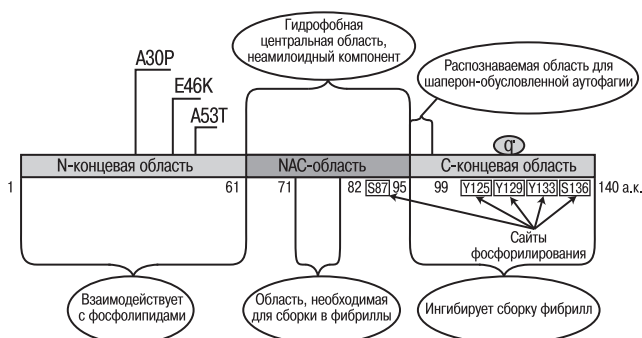 Гидрофобная
центральная область,
неамилоидный компонент
Распознаваемая область для
шаперон-обусловленной аутофагии
A30P
E46K
A53T
q
N-концевая область
NAC-область
C-концевая область
1
61
71
82
S87
95
99
Y125
Y129
Y133
S136
140 а.к.
Сайты
фосфорилирования
Взаимодействует
с фосфолипидами
Область, необходимая
для сборки в фибриллы
Ингибирует сборку фибрилл